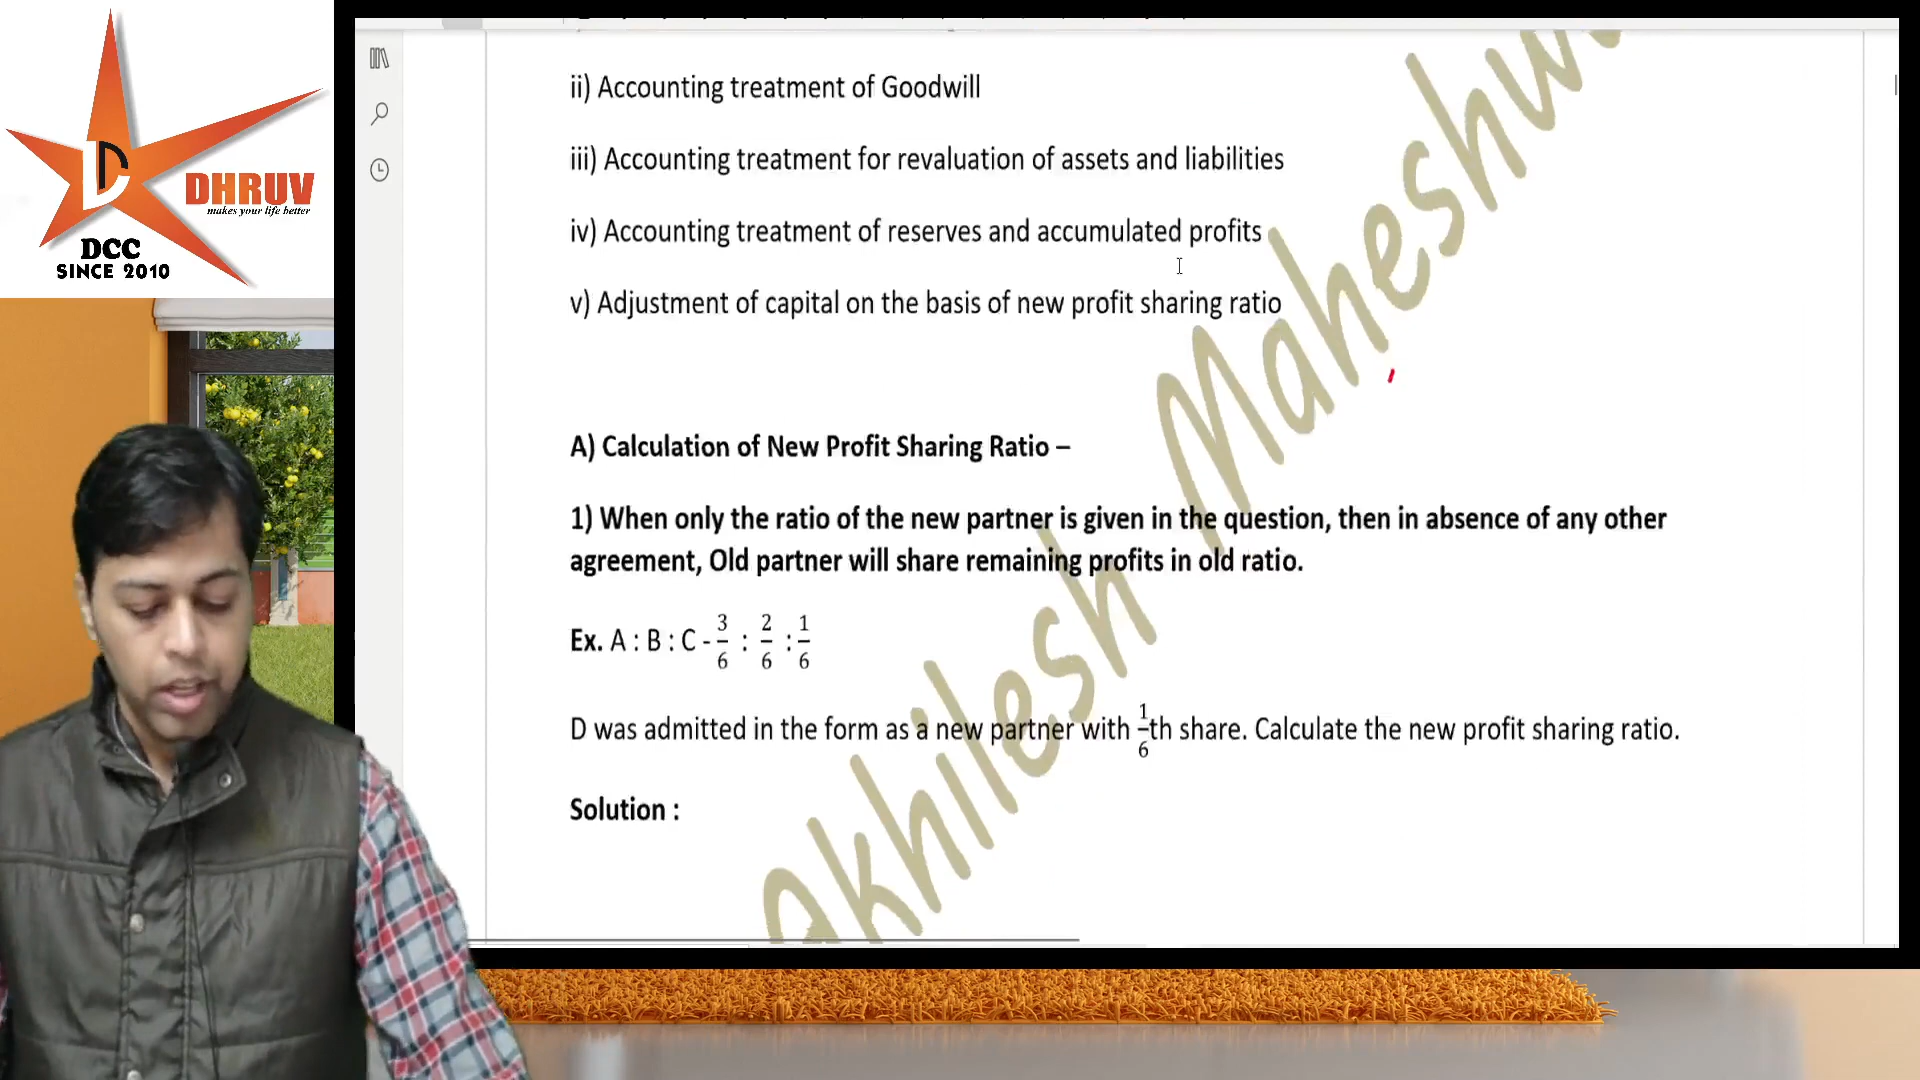 DHRUV
makes your life better
DCC
SINCE 2010
ii) Accounting treatment of Goodwill
iii) Accounting treatment for revaluation of assets and liabilities
iv) Accounting treatment of reserves and accumulated profits
v) Adjustment of capital on the basis of new profit sharing ratio
A) Calculation of New Profit Sharing Ratio –
1) When only the ratio of the new partner is given in the question, then in absence of any other
agreement, Old partner will share remaining profits in old ratio.
Ex. A : B : C - 3/6 : 2/6 : 1/6
D was admitted in the form as a new partner with 1/6th share. Calculate the new profit sharing ratio.
Solution :
akhilesh Maheshw